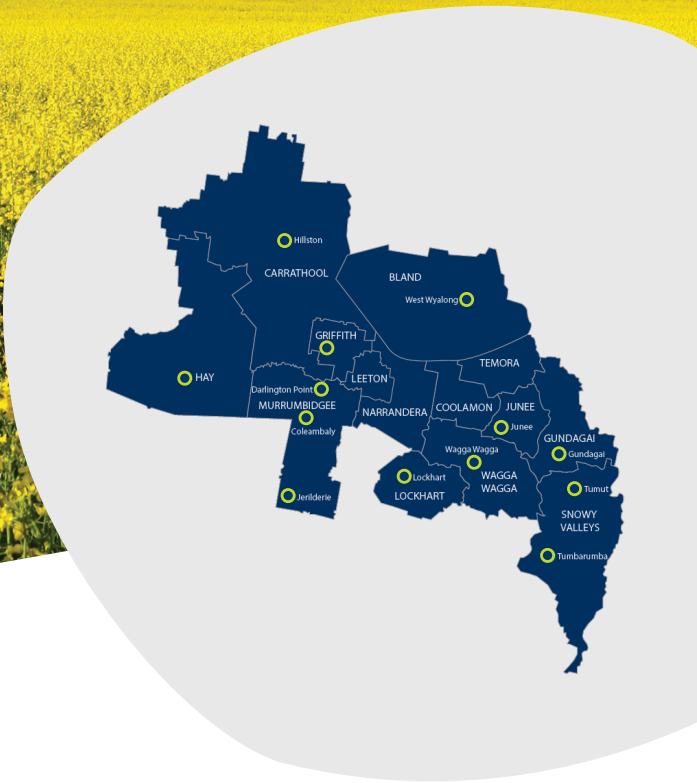 Hillston
CARRATHOOL
BLAND
West Wyalong
GRIFFITH
TEMORA
HAY
LEETON
Darlington Point
MURRUMBIDGEE
NARRANDERA
COOLAMON
JUNEE
Junee
Coleambaly
GUNDAGAI
Gundagai
Wagga Wagga
WAGGA
WAGGA
Lockhart
LOCKHART
Tumut
Jerilderie
SNOWY
VALLEYS
Tumbarumba